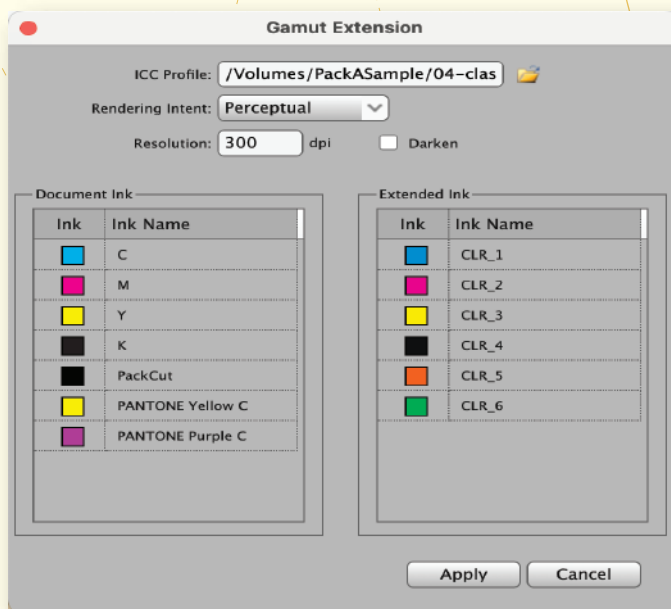 Gamut Extension
ICC Profile: /Volumes/PackASample/04-clas
Rendering Intent: Perceptual
Resolution: 300 dpi Darken
Document Ink
Ink Ink Name
C
M
Y
K
PackCut
PANTONE Yellow C
PANTONE Purple C
Extended Ink
Ink Ink Name
CLR_1
CLR_2
CLR_3
CLR_4
CLR_5
CLR_6
Apply Cancel